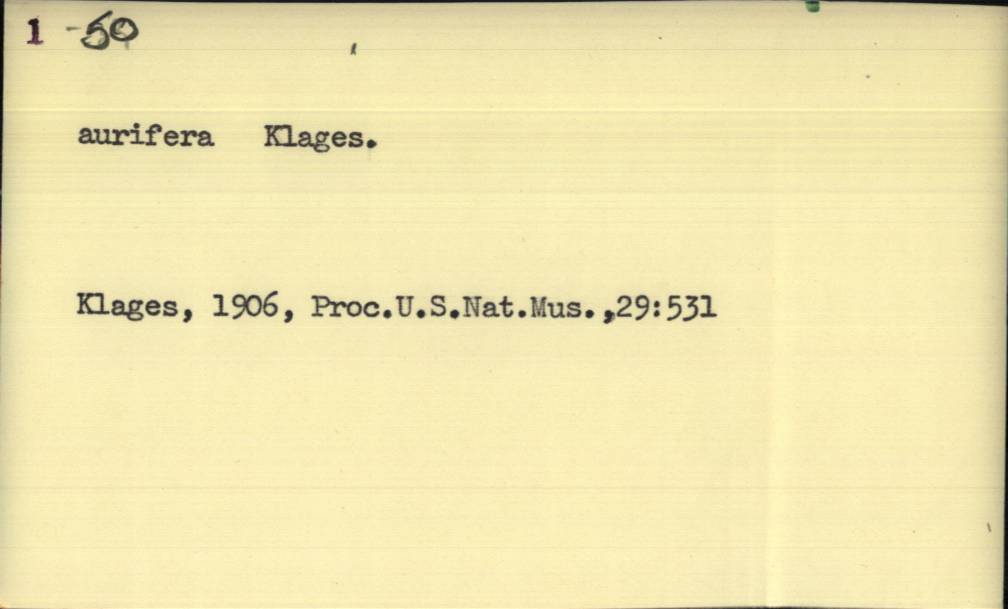 1 -50
aurifera Klages.
Klages, 1906, Proc.U.S.Nat.Mus.,29:531